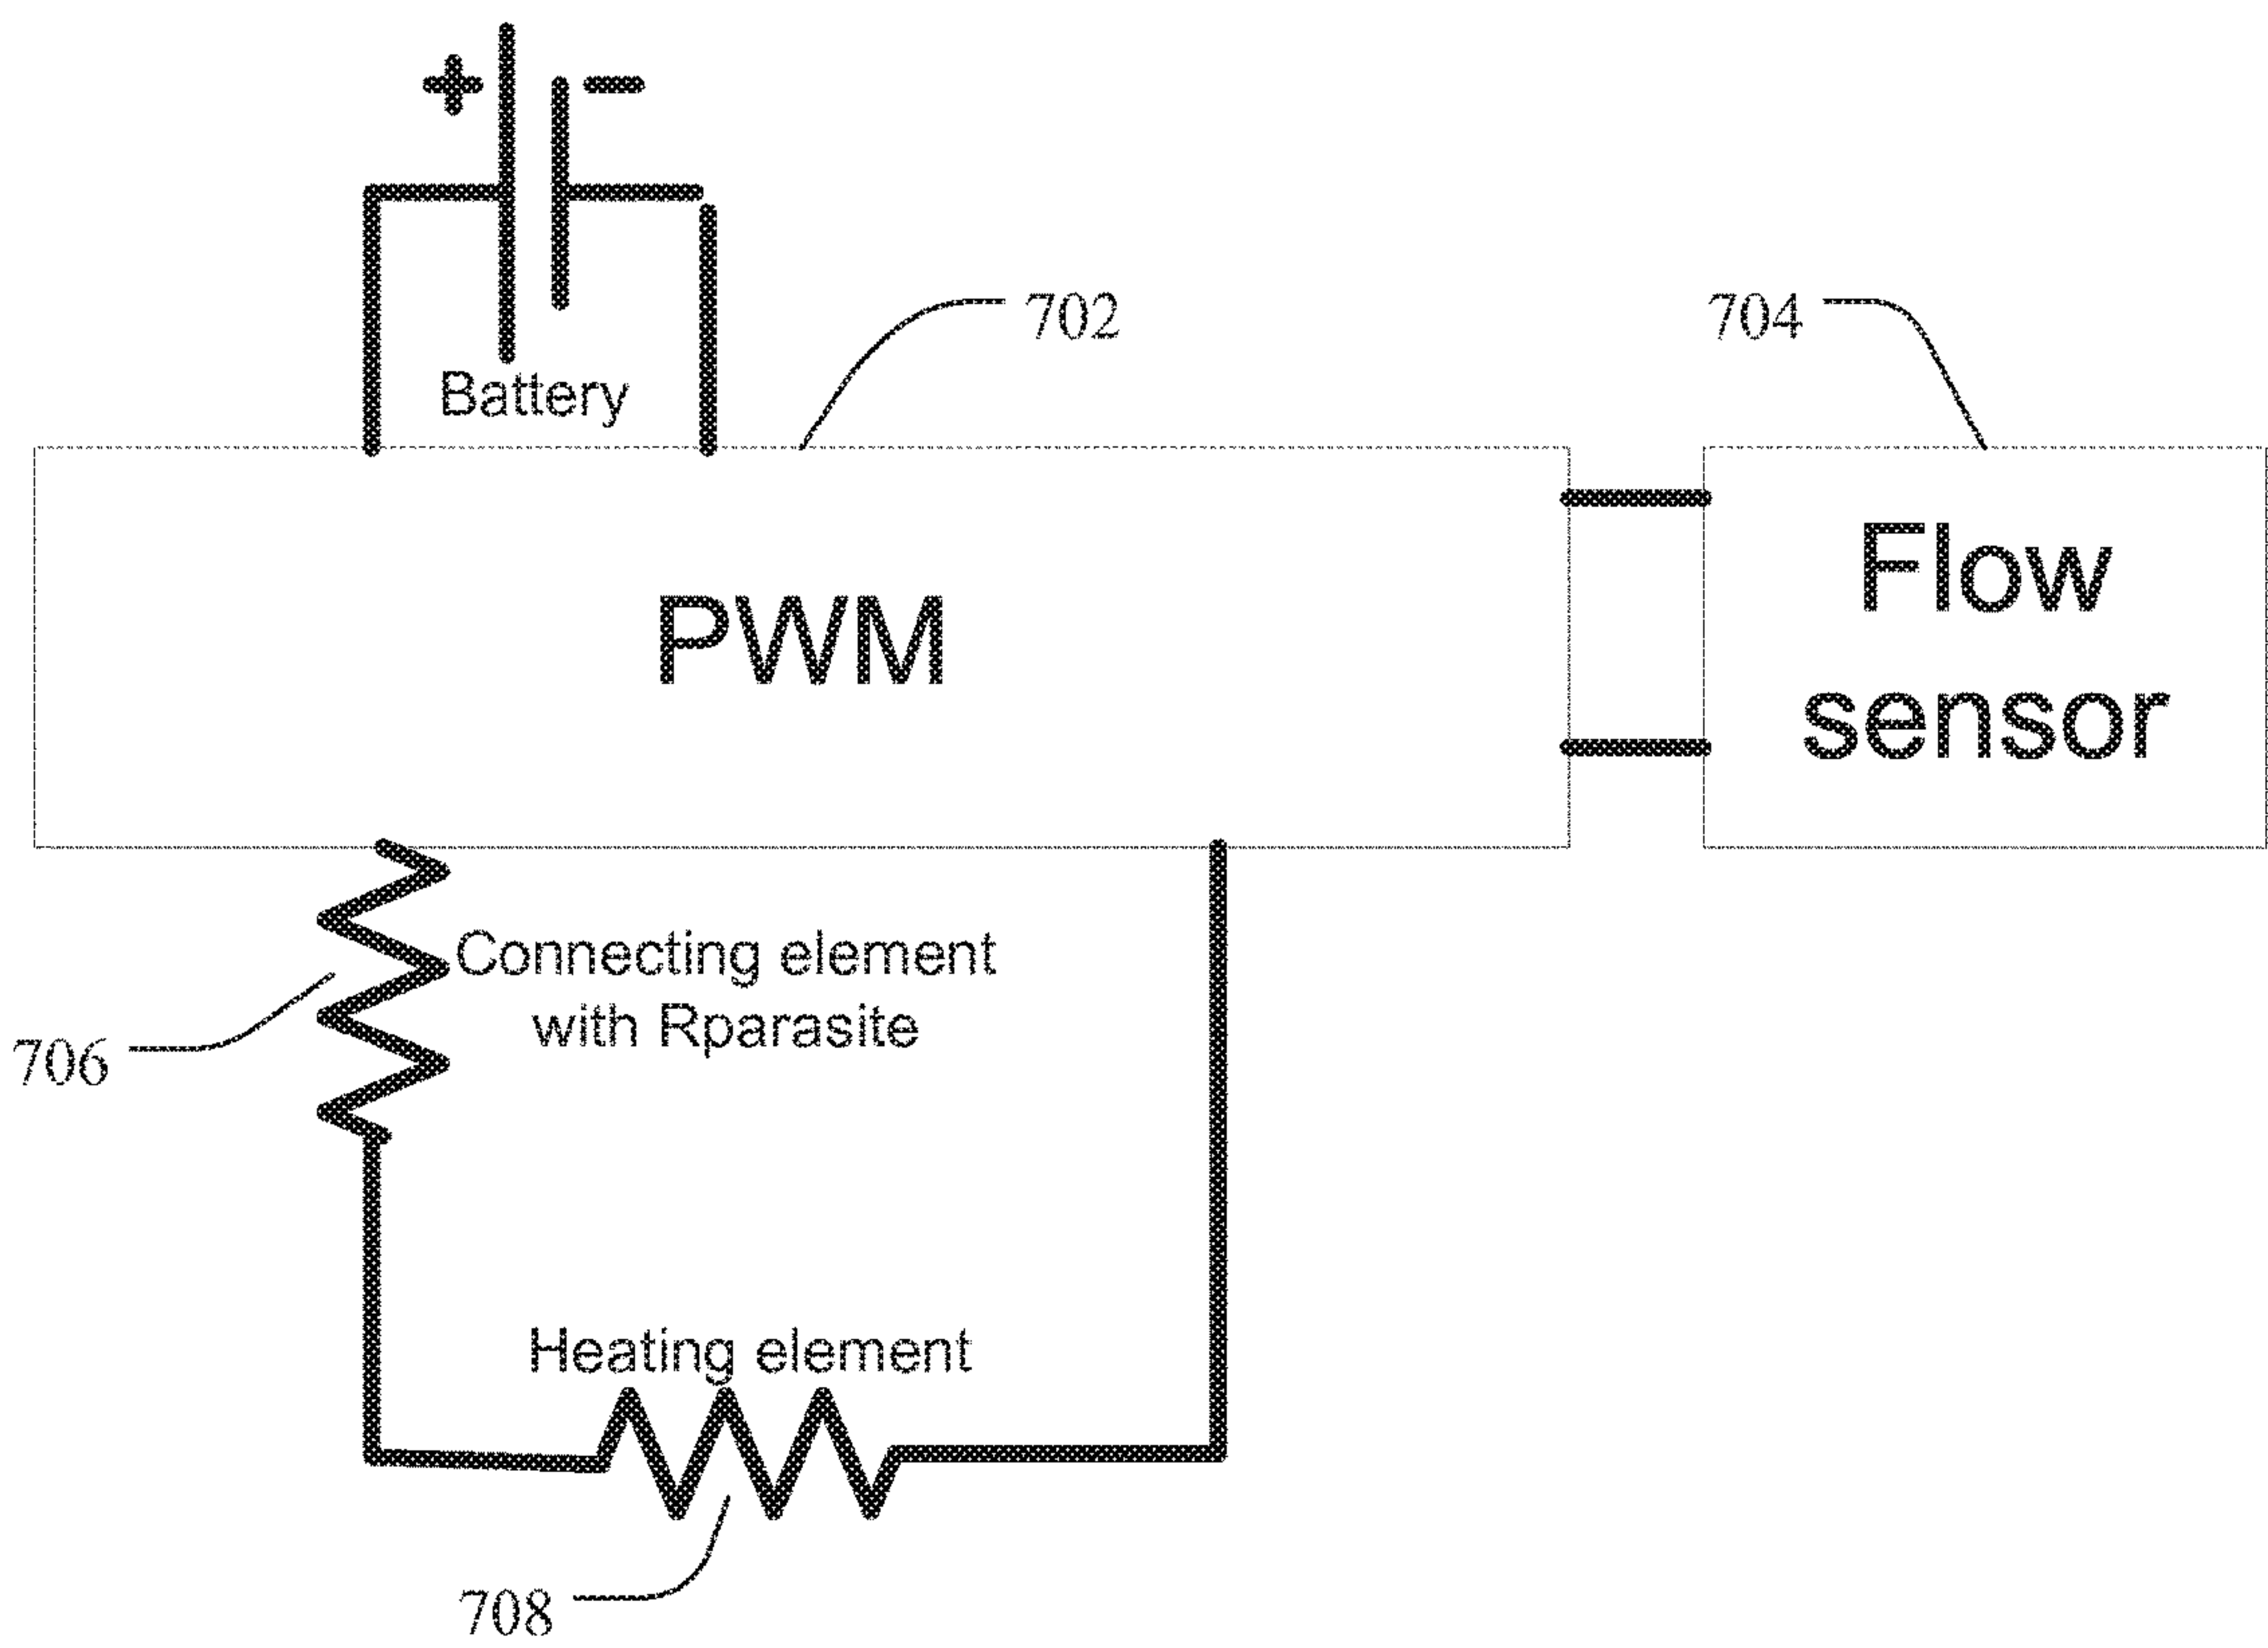 + -
702
704
Battery
PWM
Flow
sensor
Connecting element
with Rparasite
706
Heating element
708